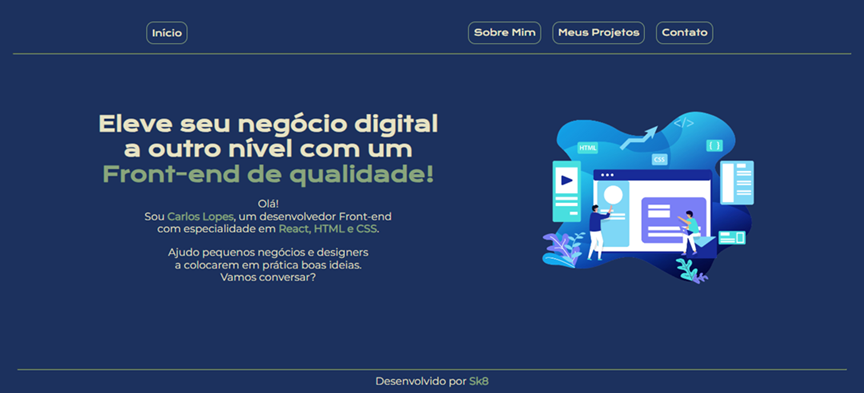 Início
Sobre Mim
Meus Projetos
Contato
Eleve seu negócio digital
a outro nível com um
Front-end de qualidade!
Olá!
Sou Carlos Lopes, um desenvolvedor Front-end
com especialidade em React, HTML e CSS.
Ajudo pequenos negócios e designers
a colocarem em prática boas ideias.
Vamos conversar?
</>
HTML
CSS
{ }
Desenvolvido por Sk8